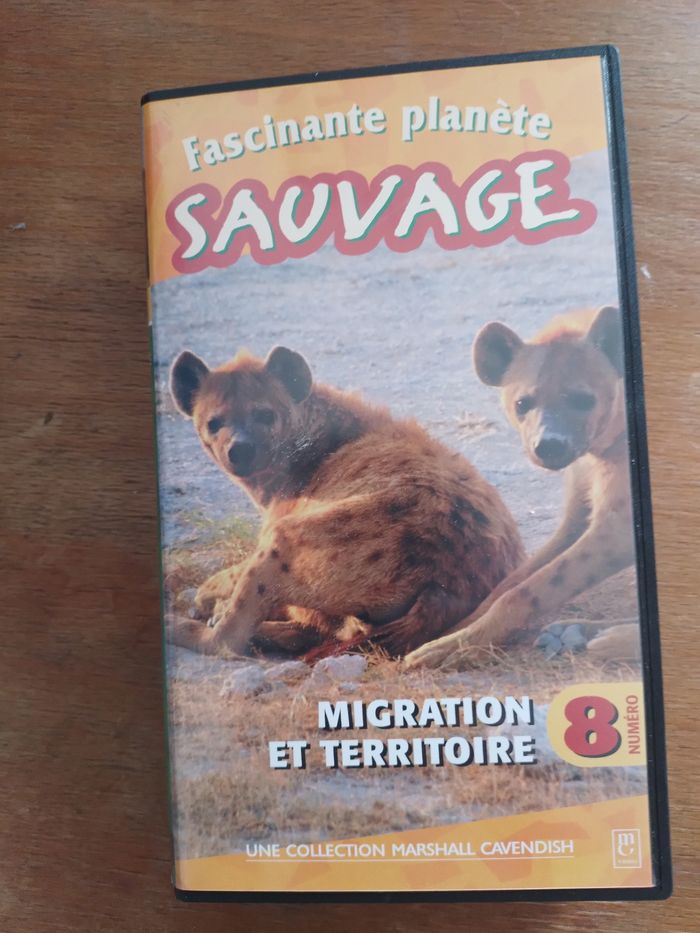 Fascinante planète
SAUVAGE
MIGRATION
ET TERRITOIRE
8
NUMÉRO
UNE COLLECTION MARSHALL CAVENDISH